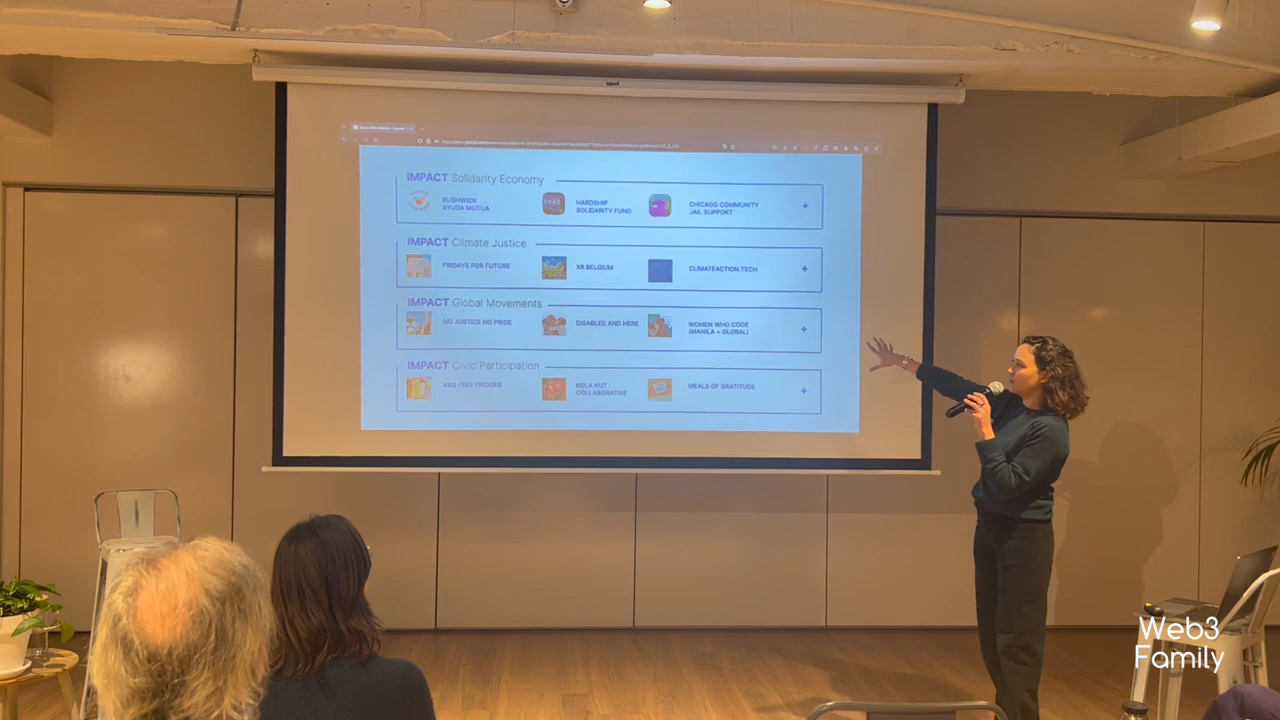 IMPACT Solidarity Economy
BUSHWICK
AYUDA MUTUA
HARDSHIP
SOLIDARITY FUND
CHICAGO COMMUNITY
JAIL SUPPORT
+
IMPACT Climate Justice
FRIDAYS FOR FUTURE
XR BELGIUM
CLIMATEACTION.TECH
+
IMPACT Global Movements
NO JUSTICE NO PRIDE
DISABLED AND HERE
WOMEN WHO CODE
(MANILA + GLOBAL)
+
IMPACT Civic Participation
ABQ FREE FRIDGES
KOLA NUT
COLLABORATIVE
MEALS OF GRATITUDE
+
Web3
Family